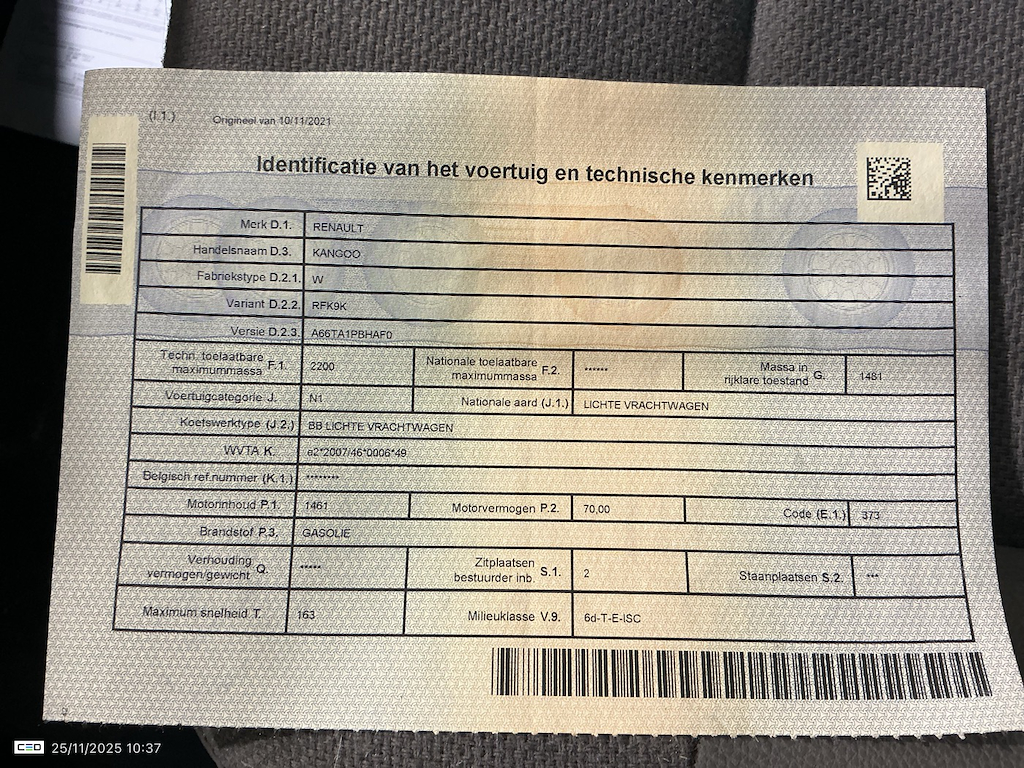 (I.1.) Origineel van 10/11/2021
Identificatie van het voertuig en technische kenmerken
Merk D.1. RENAULT
Handelsnaam D.3. KANGOO
Fabriekstype D.2.1. W
Variant D.2.2. RFK9K
Versie D.2.3. A66TA1PBHAF0
Techn. toelaatbare maximummassa F.1. 2200 Nationale toelaatbare maximummassa F.2. ****** Massa in rijklare toestand G. 1481
Voertuigcategorie J. N1 Nationale aard (J.1.) LICHTE VRACHTWAGEN
Koetswerktype (J.2.) BB LICHTE VRACHTWAGEN
WVTA K. e2*2007/46*0006*49
Belgisch ref.nummer (K.1.) ********
Motorinhoud P.1. 1461 Motorvermogen P.2. 70,00 Code (E.1.) 373
Brandstof P.3. GASOLIE
Verhouding vermogen/gewicht Q. ***** Zitplaatsen bestuurder inb. S.1. 2 Staanplaatsen S.2. ***
Maximum snelheid T. 163 Milieuklasse V.9. 6d-T-E-ISC
CEO 25/11/2025 10:37